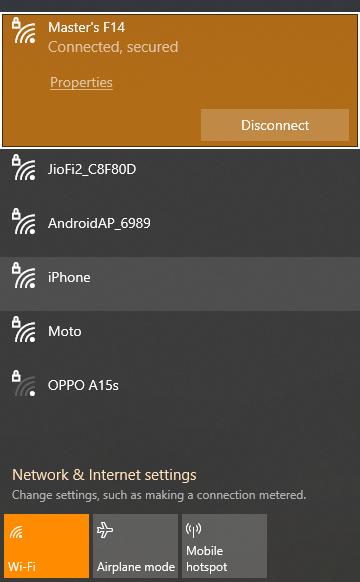 Master's F14
Connected, secured
Properties
Disconnect
JioFi2_C8F80D
AndroidAP_6989
iPhone
Moto
OPPO A15s
Network & Internet settings
Change settings, such as making a connection metered.
Wi-Fi
Airplane mode
Mobile
hotspot